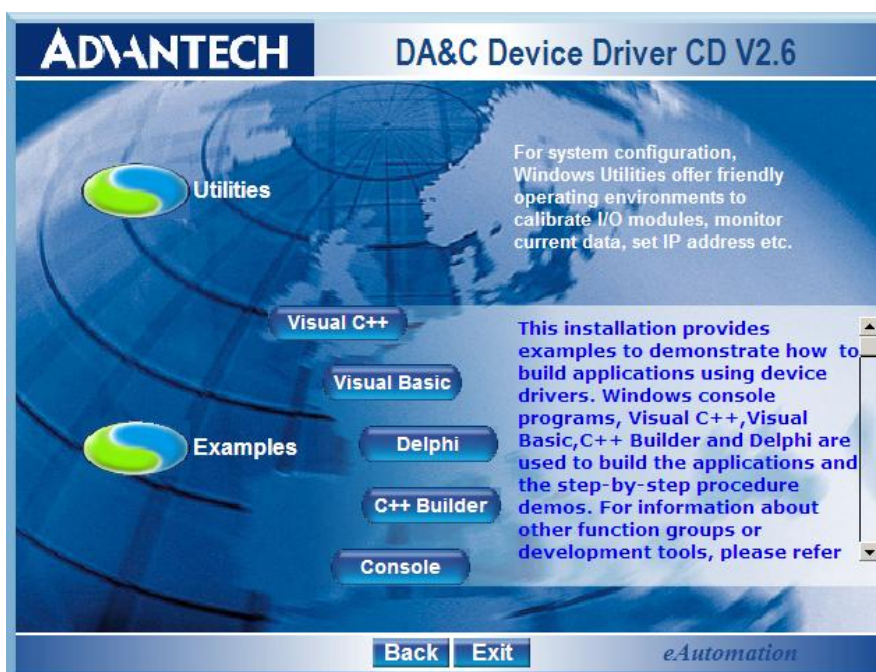 ADVANTECH
DA&C Device Driver CD V2.6
Utilities
For system configuration,
Windows Utilities offer friendly
operating environments to
calibrate I/O modules, monitor
current data, set IP address etc.
Visual C++
Visual Basic
Examples
Delphi
C++ Builder
Console
This installation provides
examples to demonstrate how to
build applications using device
drivers. Windows console
programs, Visual C++,Visual
Basic,C++ Builder and Delphi are
used to build the applications and
the step-by-step procedure
demos. For information about
other function groups or
development tools, please refer
Back
Exit
eAutomation